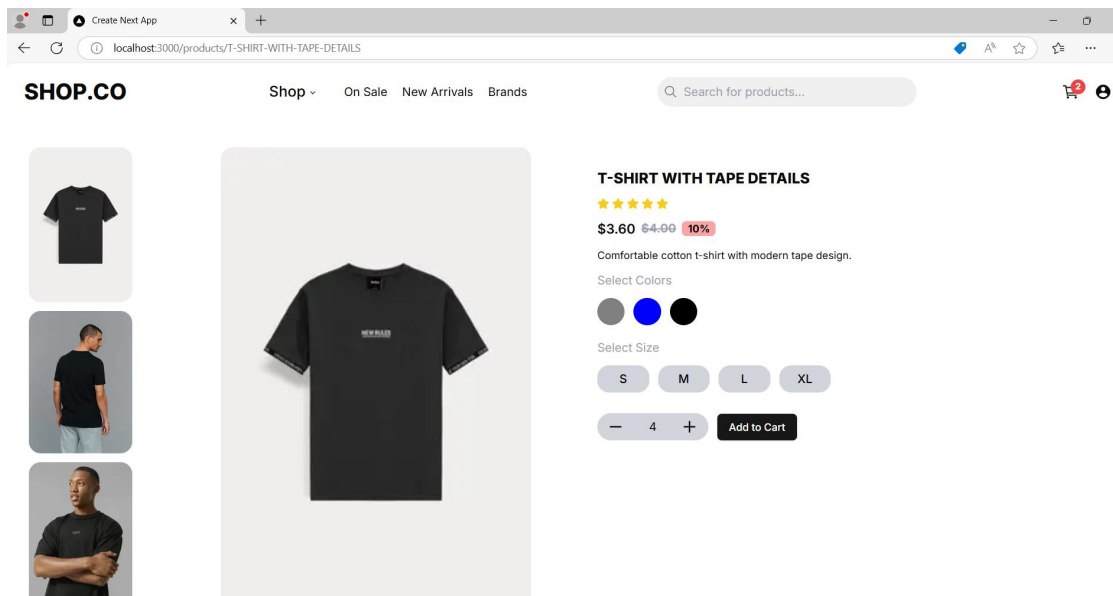 Create Next App
localhost:3000/products/T-SHIRT-WITH-TAPE-DETAILS
SHOP.CO
Shop
On Sale
New Arrivals
Brands
Search for products...
2
T-SHIRT WITH TAPE DETAILS
$3.60 $4.00 10%
Comfortable cotton t-shirt with modern tape design.
Select Colors
Select Size
S
M
L
XL
4
Add to Cart
NEW RULES